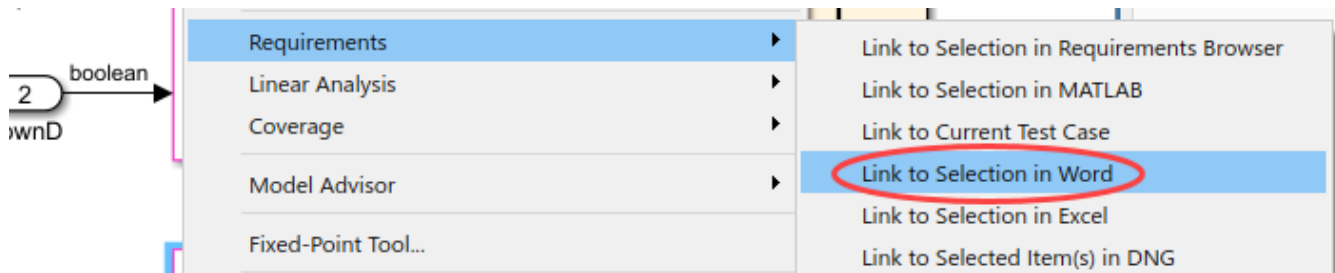 boolean
2
ownD
Requirements
Linear Analysis
Coverage
Model Advisor
Fixed-Point Tool...
Link to Selection in Requirements Browser
Link to Selection in MATLAB
Link to Current Test Case
Link to Selection in Word
Link to Selection in Excel
Link to Selected Item(s) in DNG